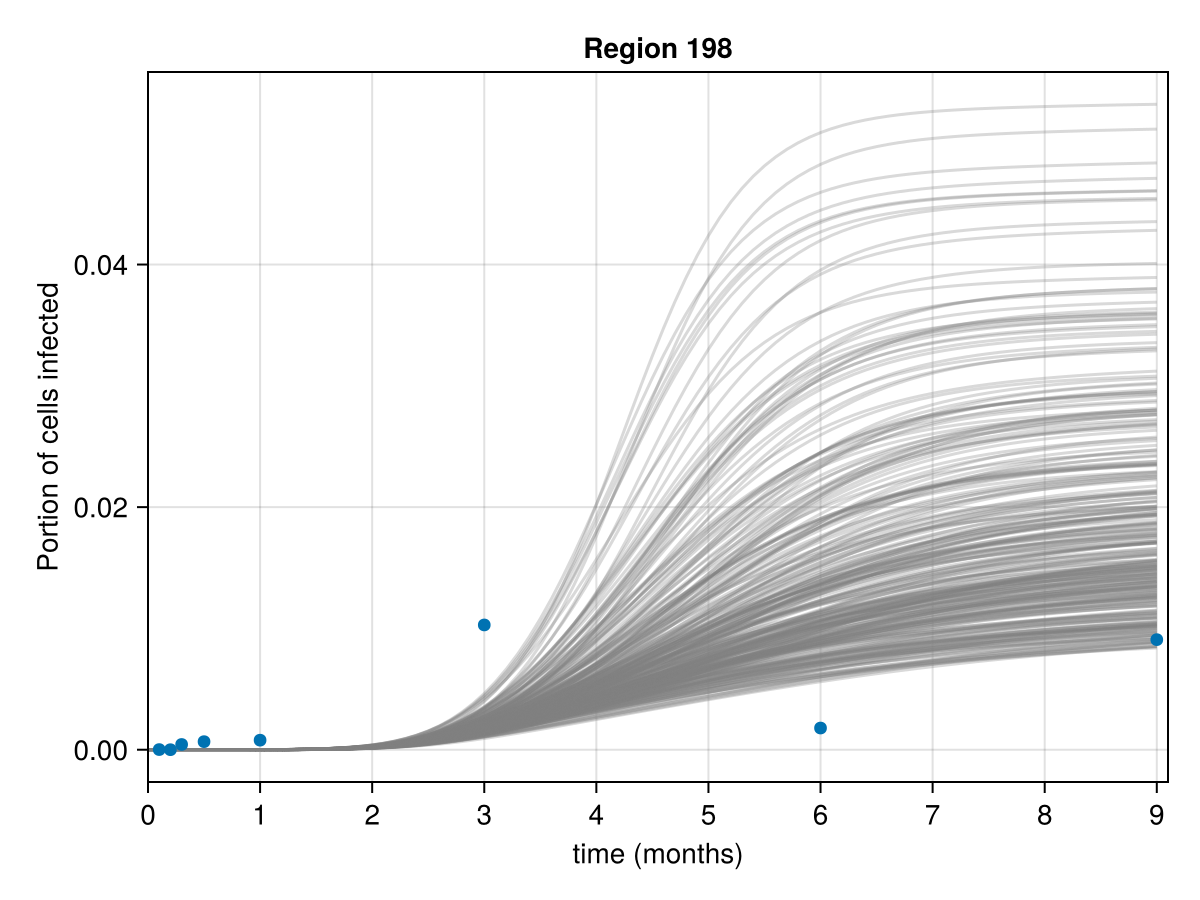 Region 198
Portion of cells infected
0.04
0.02
0.00
0 1 2 3 4 5 6 7 8 9
time (months)